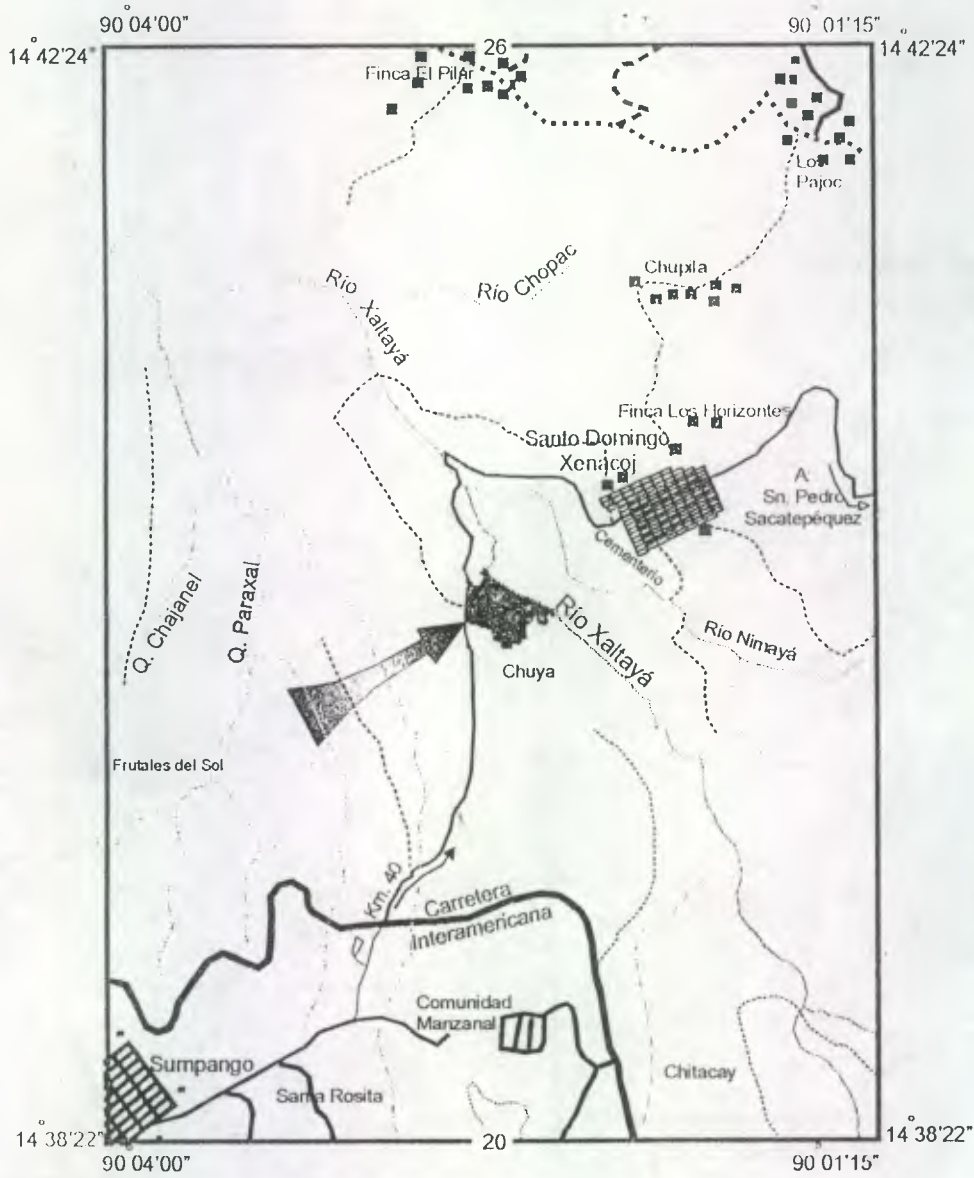 90°04'00"
90°01'15"
14°42'24"
26
14°42'24"
Finca El Pilar
Los
Pajoc
Río Xaltayá
Río Chopac
Chupila
Finca Los Horizontes
Santo Domingo
Xenacoj
A:
Sn. Pedro
Sacatepéquez
Cementerio
Q. Chajanel
Q. Paraxal
Río Xaltayá
Río Nimayá
Chuya
Frutales del Sol
Km. 40
Carretera
Interamericana
Comunidad
Manzanal
Sumpango
Santa Rosita
Chitacay
14°38'22"
20
14°38'22"
90°04'00"
90°01'15"